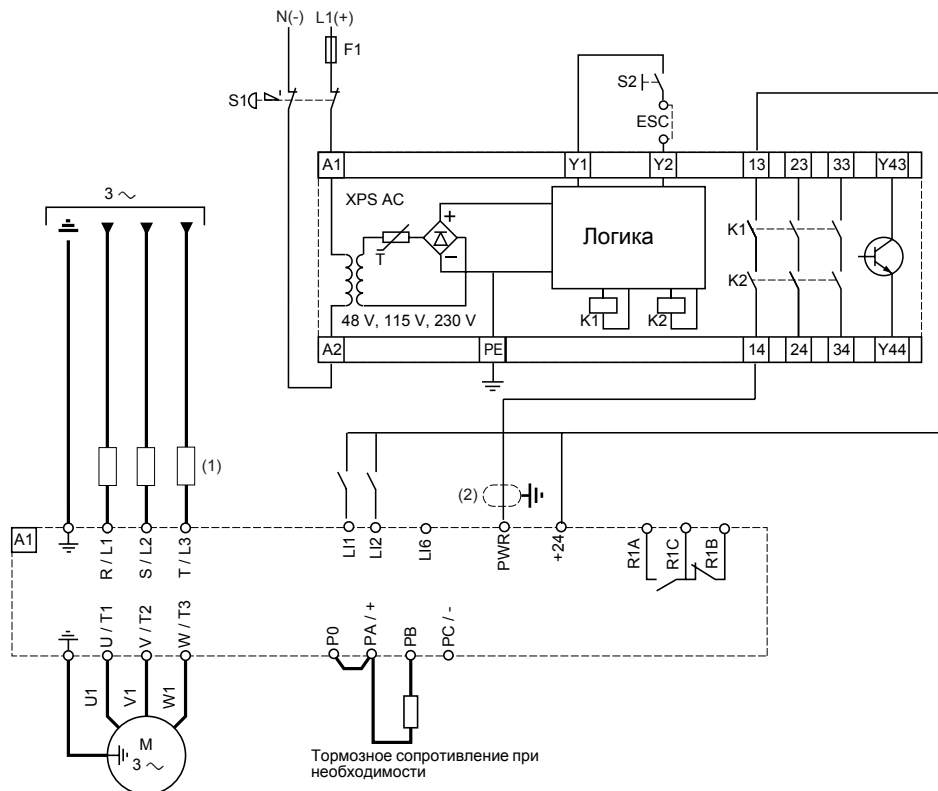 N(-) L1(+)
F1
S1
S2
ESC
A1 Y1 Y2 13 23 33 Y43
3 ~
XPS AC
+
Логика
K1
T
−
K2
48 V, 115 V, 230 V
K1 K2
A2 PE 14 24 34 Y44
(1)
(2)
A1
R / L1
S / L2
T / L3
LI1
LI2
LI6
PWR
+24
R1A
R1C
R1B
U / T1
V / T2
W / T3
P0
PA / +
PB
PC / -
U1
V1
W1
M
3 ~
Тормозное сопротивление при
необходимости